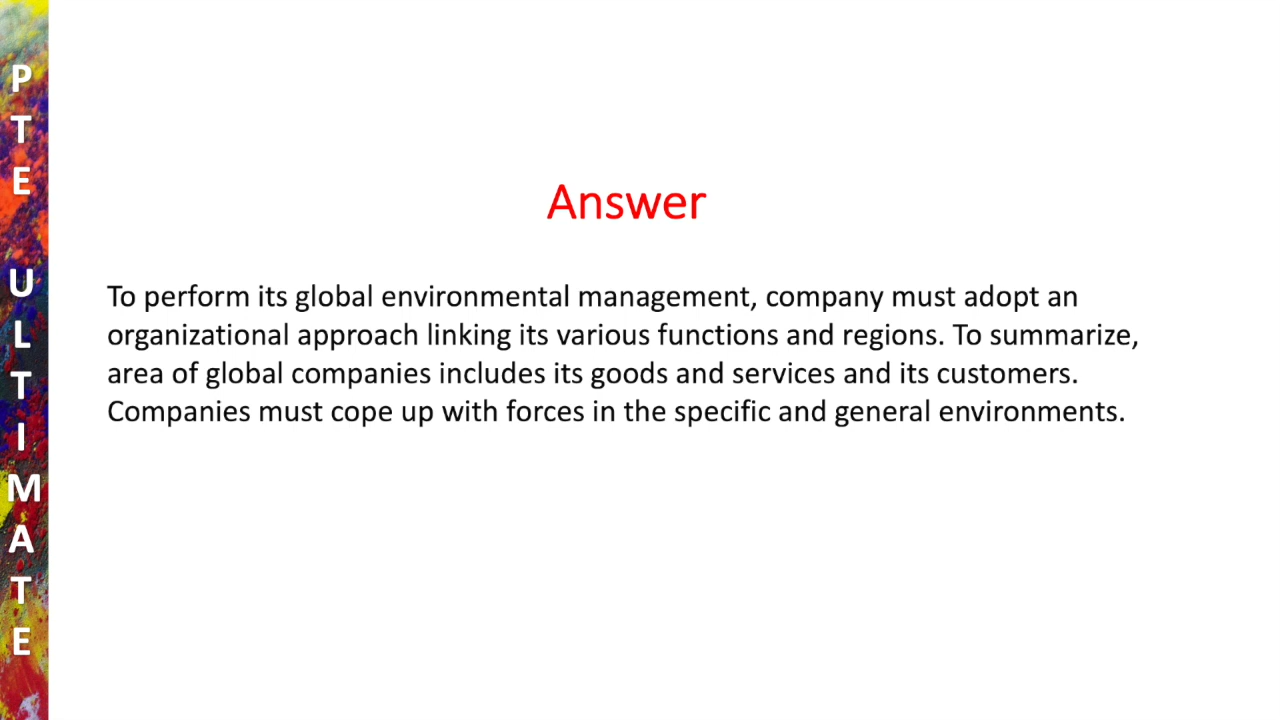 PTE ULTIMATE
Answer
To perform its global environmental management, company must adopt an
organizational approach linking its various functions and regions. To summarize,
area of global companies includes its goods and services and its customers.
Companies must cope up with forces in the specific and general environments.